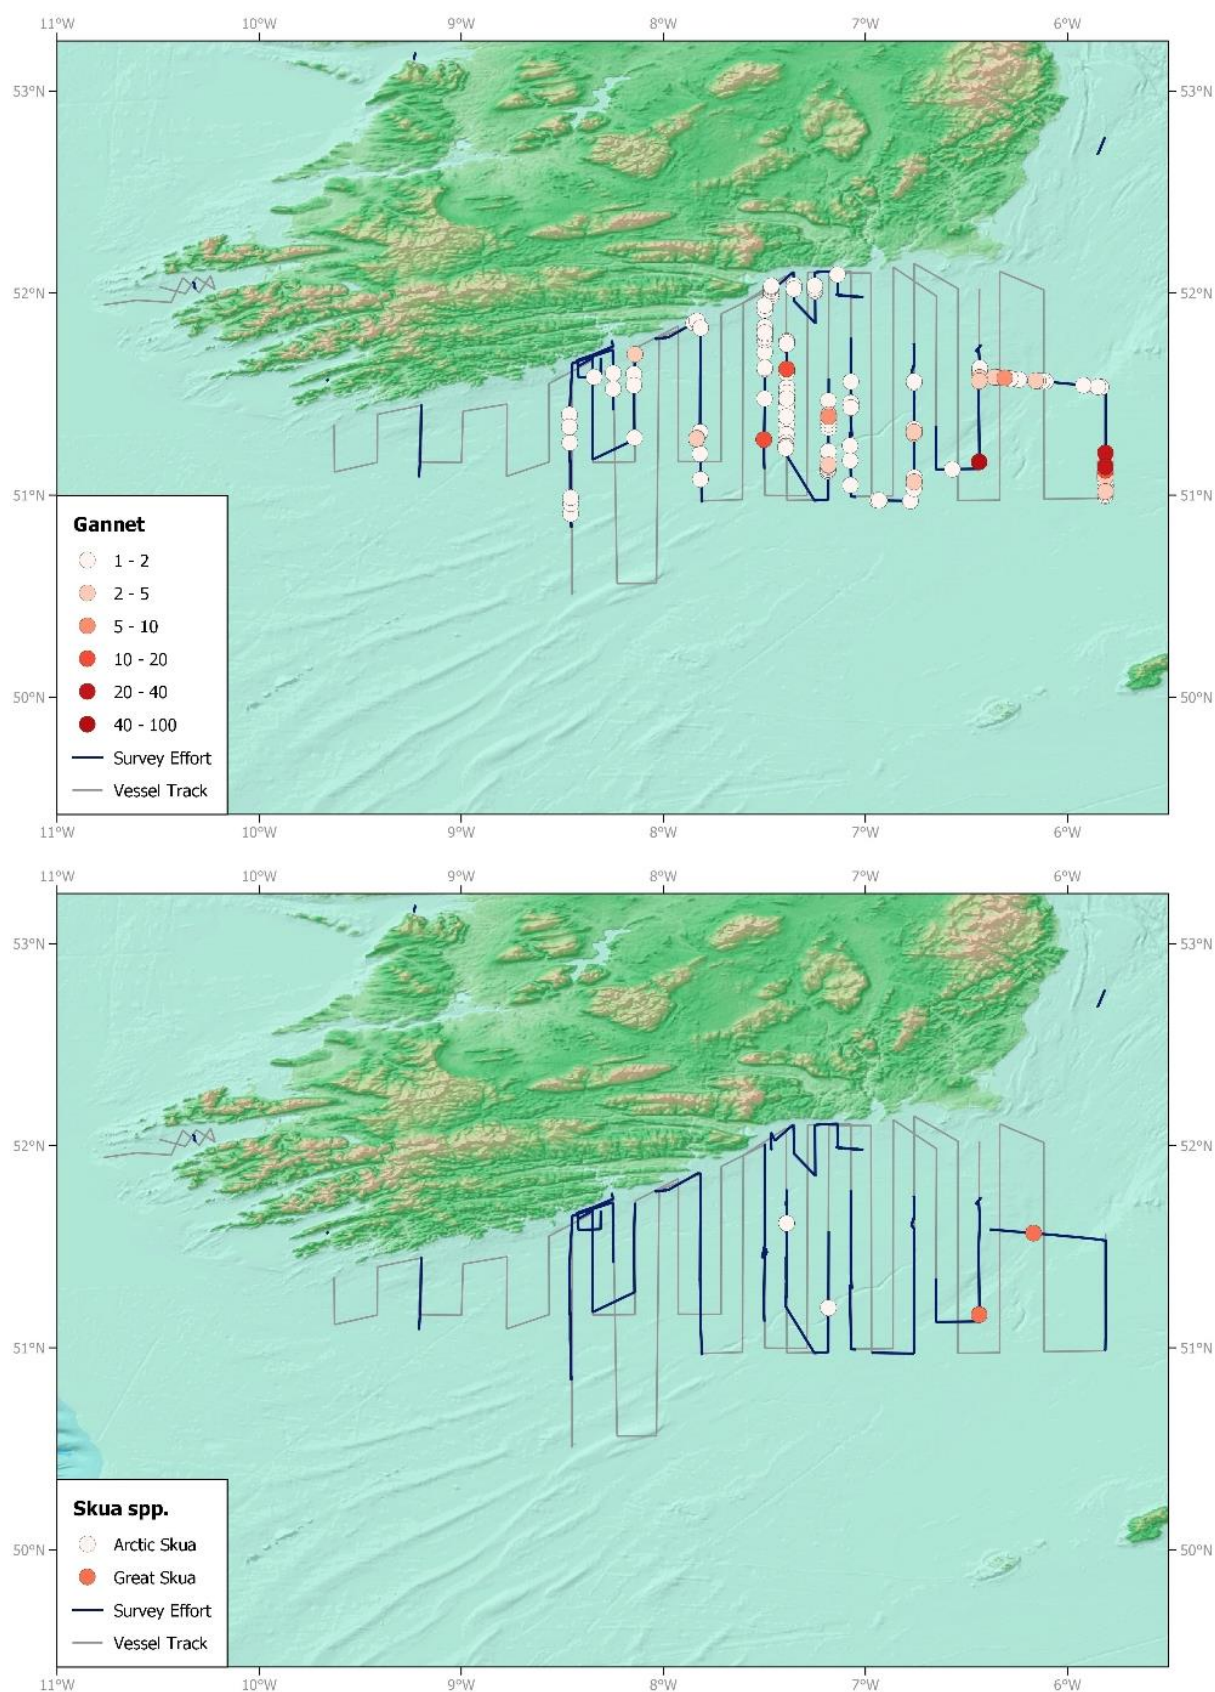 11°W 10°W 9°W 8°W 7°W 6°W
53°N 53°N
52°N 52°N
51°N 51°N
Gannet
1 - 2
2 - 5
5 - 10
10 - 20
20 - 40
40 - 100
Survey Effort
Vessel Track
50°N 50°N
11°W 10°W 9°W 8°W 7°W 6°W
11°W 10°W 9°W 8°W 7°W 6°W
53°N 53°N
52°N 52°N
51°N 51°N
Skua spp.
Arctic Skua
Great Skua
Survey Effort
Vessel Track
50°N 50°N
11°W 10°W 9°W 8°W 7°W 6°W